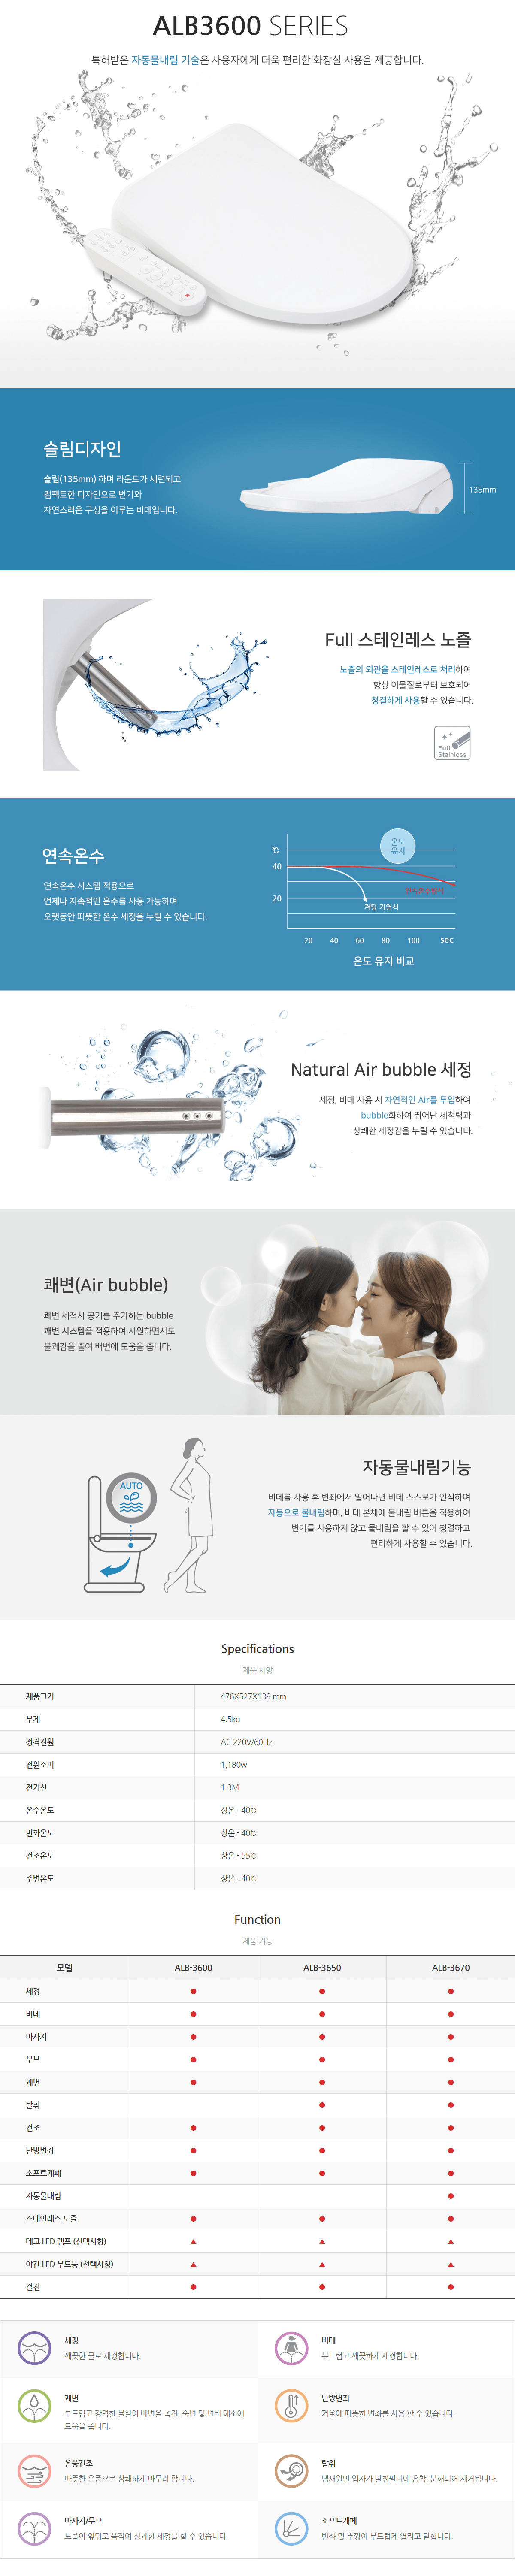 ALB3600 SERIES
특허받은 자동물내림 기술은 사용자에게 더욱 편리한 화장실 사용을 제공합니다.
슬림디자인
슬림(135mm) 하며 라운드가 세련되고
컴팩트한 디자인으로 변기와
자연스러운 구성을 이루는 비데입니다.
135mm
Full 스테인레스 노즐
노즐의 외관을 스테인레스로 처리하여
항상 이물질로부터 보호되어
청결하게 사용할 수 있습니다.
Full
Stainless
연속온수
연속온수 시스템 적용으로
언제나 지속적인 온수를 사용 가능하여
오랫동안 따뜻한 온수 세정을 누릴 수 있습니다.
온도
유지
℃
40
20
저탕 가열식
20 40 60 80 100 sec
온도 유지 비교
Natural Air bubble 세정
세정, 비데 사용 시 자연적인 Air를 투입하여
bubble화하여 뛰어난 세척력과
상쾌한 세정감을 누릴 수 있습니다.
쾌변(Air bubble)
쾌변 세척시 공기를 추가하는 bubble
쾌변 시스템을 적용하여 시원하면서도
불쾌감을 줄여 배변에 도움을 줍니다.
AUTO
자동물내림기능
비데를 사용 후 변좌에서 일어나면 비데 스스로가 인식하여
자동으로 물내림하며, 비데 본체에 물내림 버튼을 적용하여
변기를 사용하지 않고 물내림을 할 수 있어 청결하고
편리하게 사용할 수 있습니다.
Specifications
제품 사양
제품크기 476X527X139 mm
무게 4.5kg
정격전원 AC 220V/60Hz
전원소비 1,180w
전기선 1.3M
온수온도 상온 - 40℃
변좌온도 상온 - 40℃
건조온도 상온 - 55℃
주변온도 상온 - 40℃
Function
제품 기능
모델 ALB-3600 ALB-3650 ALB-3670
세정 ● ● ●
비데 ● ● ●
마사지 ● ● ●
무브 ● ● ●
쾌변 ● ● ●
탈취 ● ●
건조 ● ● ●
난방변좌 ● ● ●
소프트개폐 ● ● ●
자동물내림 ●
스테인레스 노즐 ● ● ●
데코 LED 램프 (선택사항) ▲ ▲ ▲
야간 LED 무드등 (선택사항) ▲ ▲ ▲
절전 ● ● ●
세정
깨끗한 물로 세정합니다.
비데
부드럽고 깨끗하게 세정합니다.
쾌변
부드럽고 강력한 물살이 배변을 촉진, 숙변 및 변비 해소에
도움을 줍니다.
난방변좌
겨울에 따뜻한 변좌를 사용 할 수 있습니다.
온풍건조
따뜻한 온풍으로 상쾌하게 마무리 합니다.
탈취
냄새원인 입자가 탈취필터에 흡착, 분해되어 제거됩니다.
마사지/무브
노즐이 앞뒤로 움직여 상쾌한 세정을 할 수 있습니다.
소프트개폐
변좌 및 뚜껑이 부드럽게 열리고 닫힙니다.